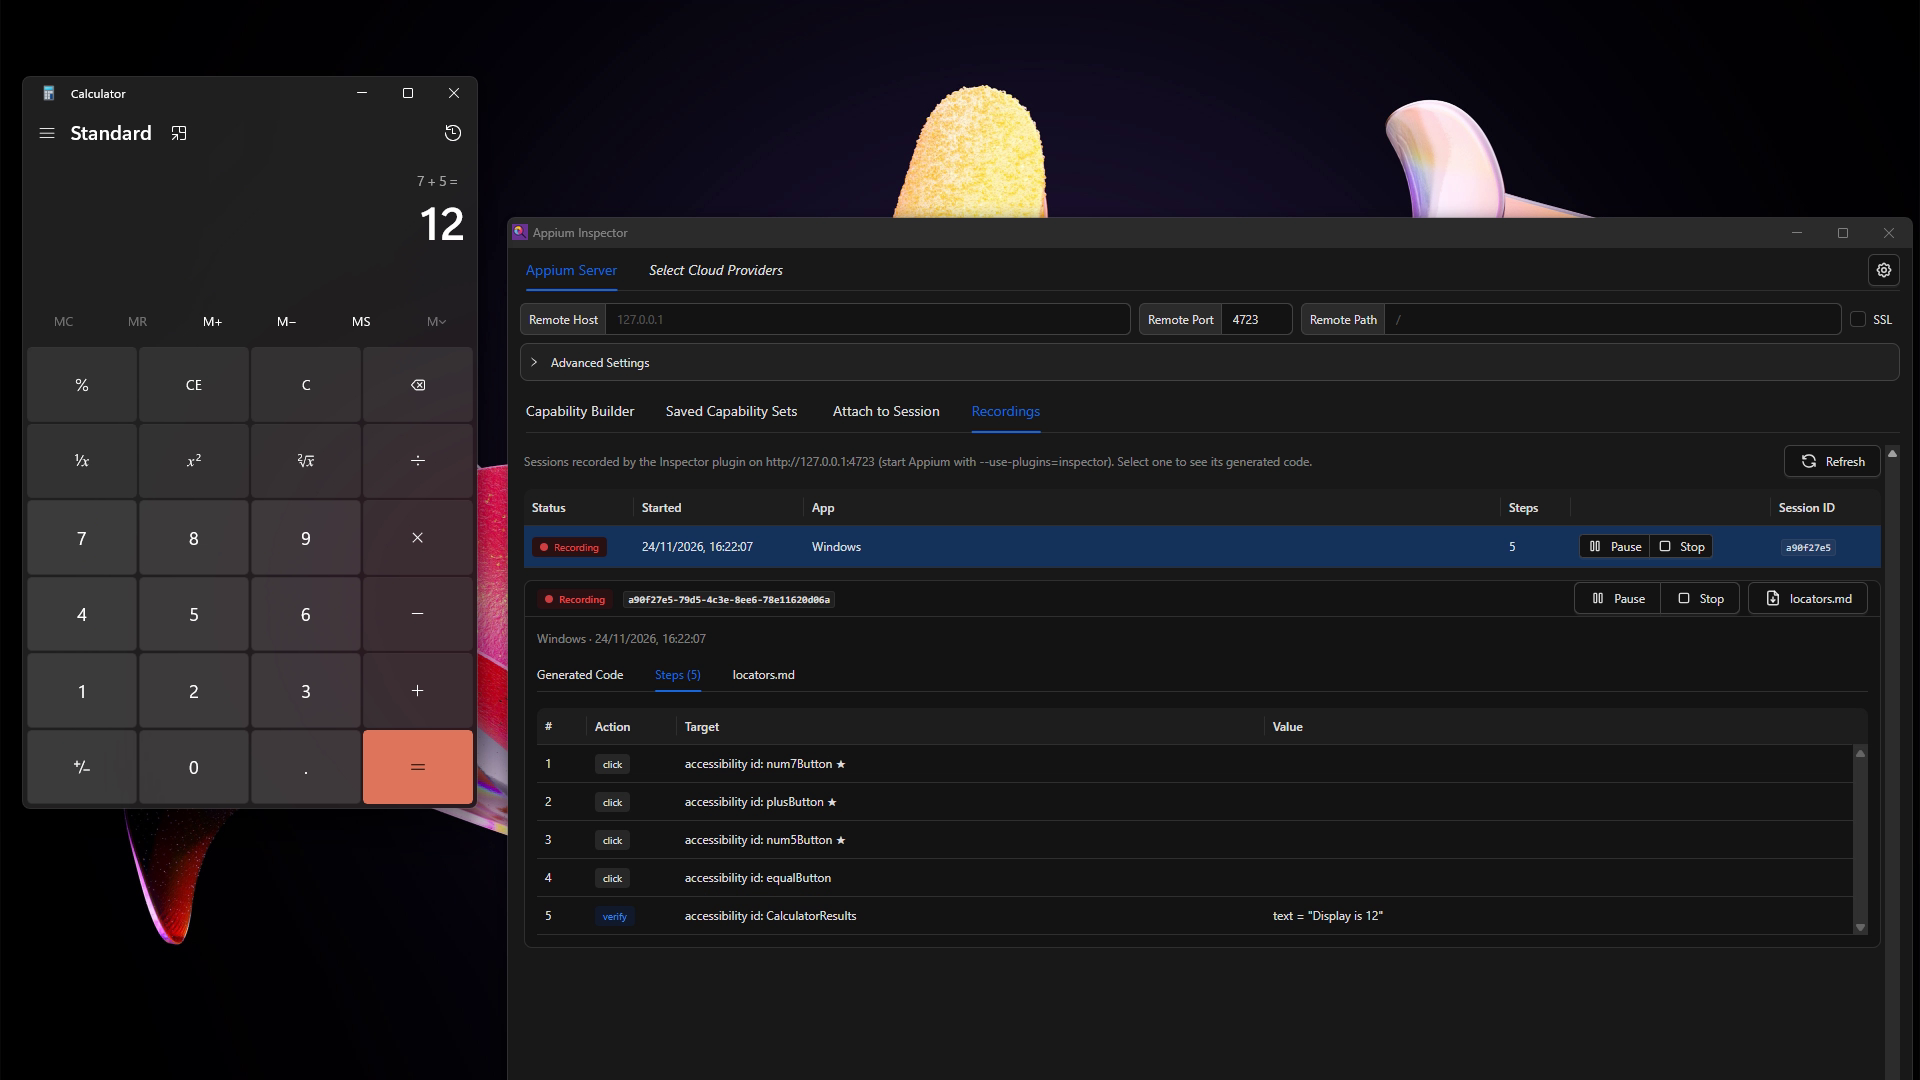 Calculator
Standard
7 + 5 =
12
MC MR M+ M− MS M
% CE C
¹⁄x x² ²√x ÷
7 8 9 ×
4 5 6 −
1 2 3 +
+/− 0 . =
Appium Inspector
Appium Server Select Cloud Providers
Remote Host 127.0.0.1 Remote Port 4723 Remote Path / SSL
Advanced Settings
Capability Builder Saved Capability Sets Attach to Session Recordings
Sessions recorded by the Inspector plugin on http://127.0.0.1:4723 (start Appium with --use-plugins=inspector). Select one to see its generated code.
Refresh
Status Started App Steps Session ID
Recording 24/11/2026, 16:22:07 Windows 5 Pause Stop a90f27e5
Recording a90f27e5-79d5-4c3e-8ee6-78e11620d06a Pause Stop locators.md
Windows · 24/11/2026, 16:22:07
Generated Code Steps (5) locators.md
# Action Target Value
1 click accessibility id: num7Button ★
2 click accessibility id: plusButton ★
3 click accessibility id: num5Button ★
4 click accessibility id: equalButton
5 verify accessibility id: CalculatorResults text = "Display is 12"